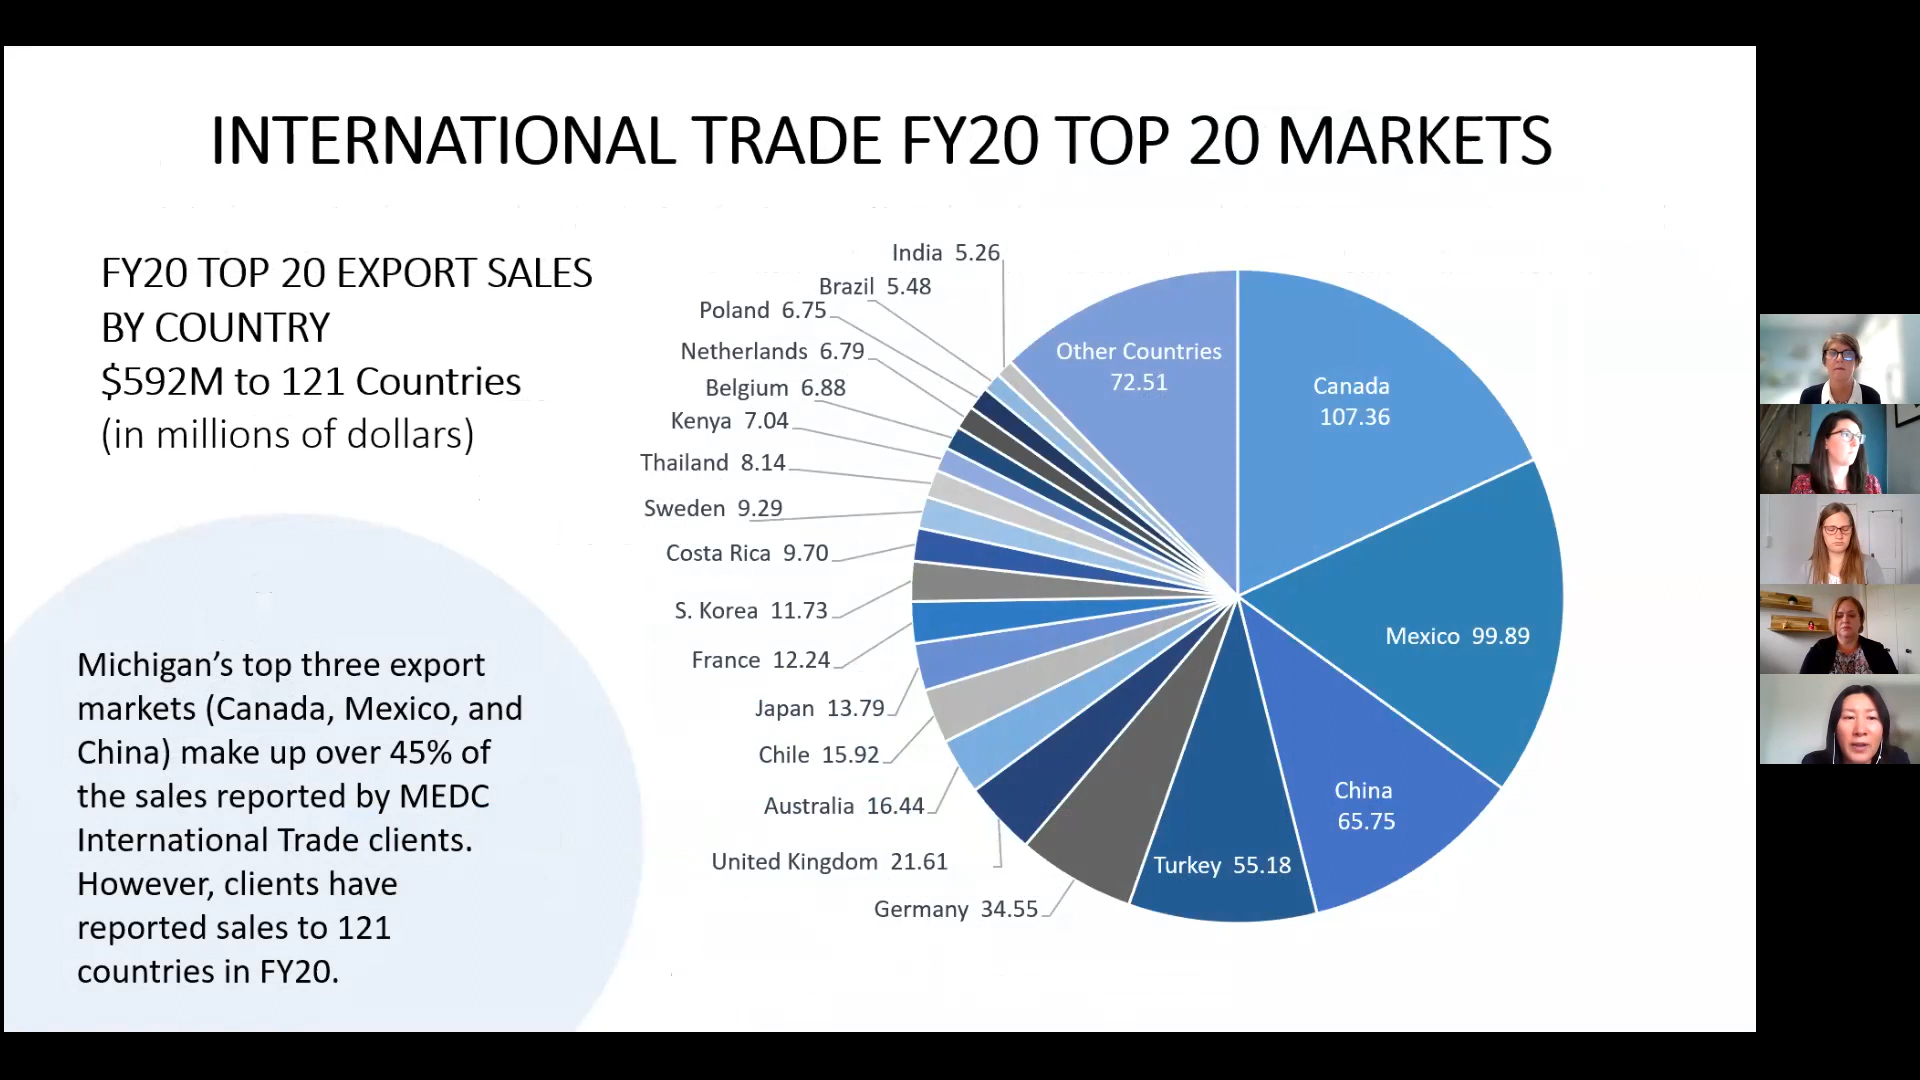 INTERNATIONAL TRADE FY20 TOP 20 MARKETS
FY20 TOP 20 EXPORT SALES
BY COUNTRY
$592M to 121 Countries
(in millions of dollars)
Michigan’s top three export
markets (Canada, Mexico, and
China) make up over 45% of
the sales reported by MEDC
International Trade clients.
However, clients have
reported sales to 121
countries in FY20.
India 5.26
Brazil 5.48
Poland 6.75
Netherlands 6.79
Belgium 6.88
Kenya 7.04
Thailand 8.14
Sweden 9.29
Costa Rica 9.70
S. Korea 11.73
France 12.24
Japan 13.79
Chile 15.92
Australia 16.44
United Kingdom 21.61
Germany 34.55
Other Countries
72.51
Canada
107.36
Mexico 99.89
China
65.75
Turkey 55.18